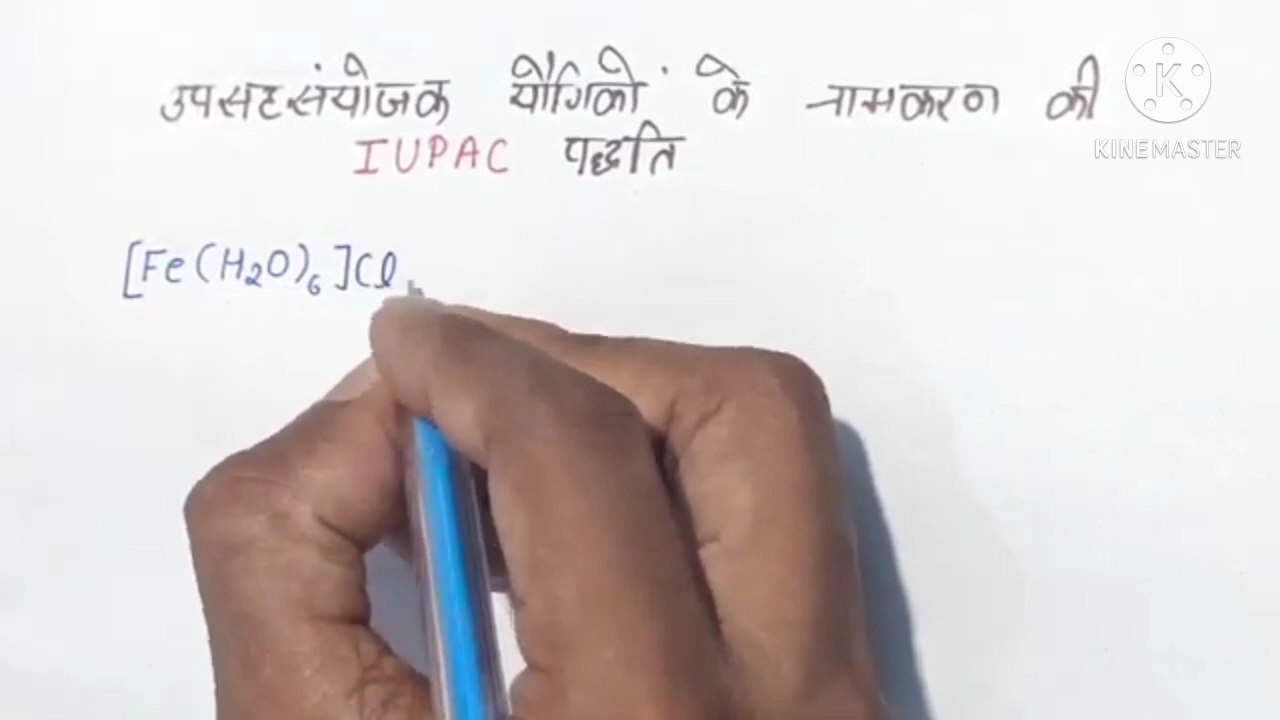 उपसहसंयोजक यौगिकों के नामकरण की
IUPAC पद्धति
[Fe(H₂O)₆]Cl
K
KINEMASTER